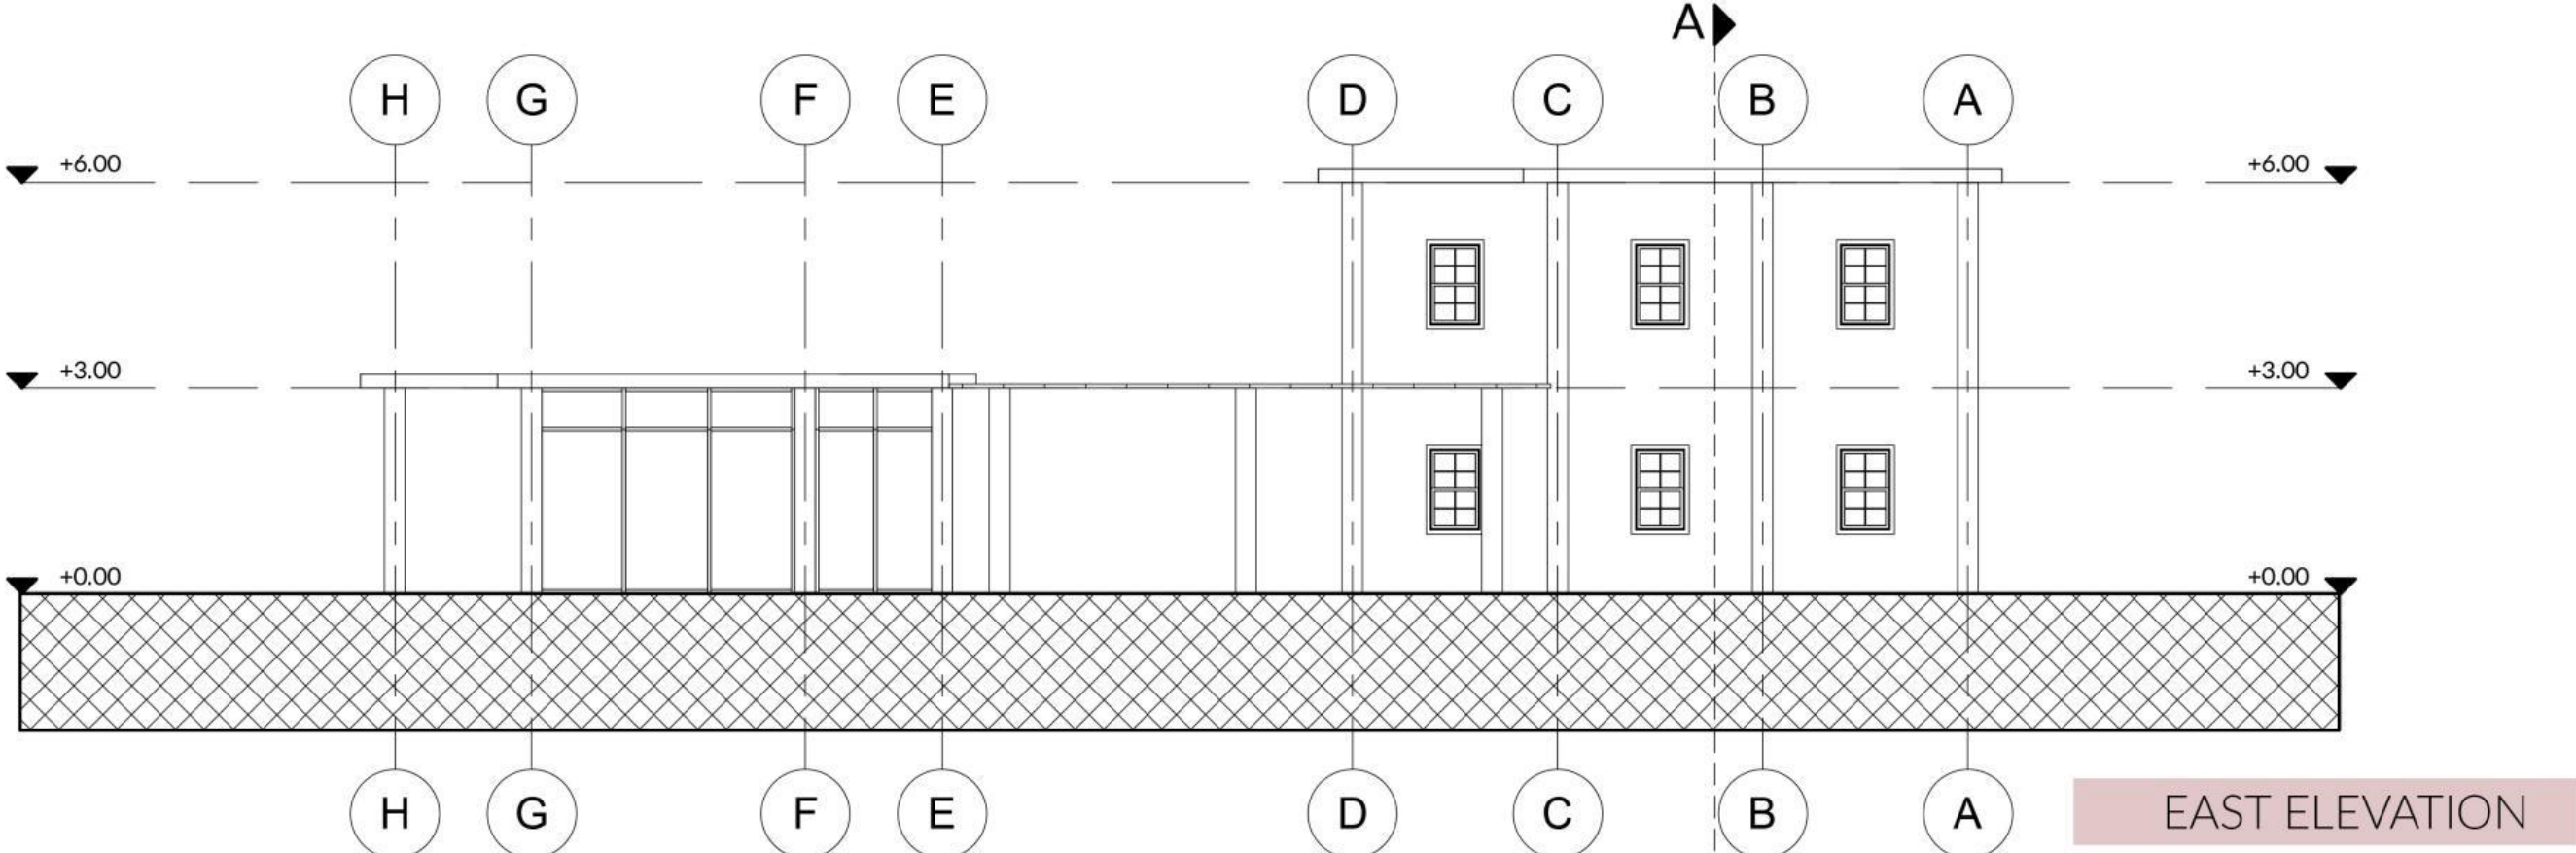 A
H G F E D C B A
+6.00 +6.00
+3.00 +3.00
+0.00 +0.00
H G F E D C B A
EAST ELEVATION